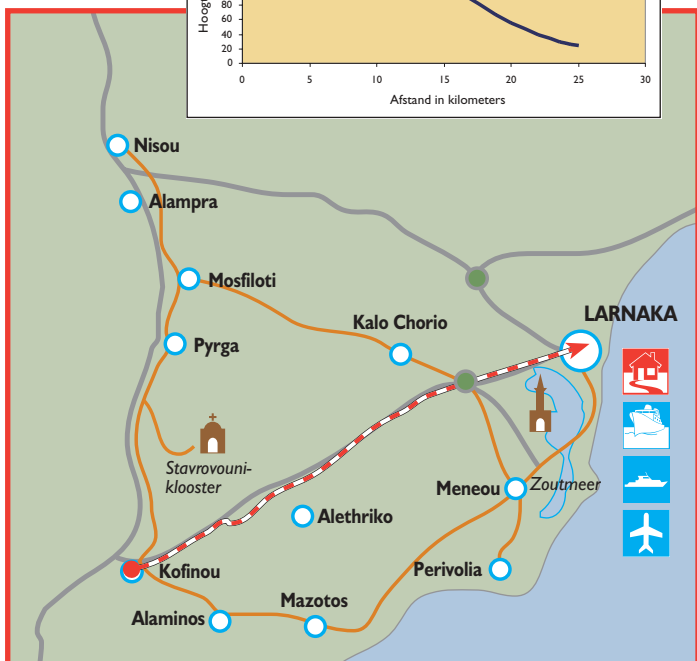 Hoogt
80
60
40
20
0
0 5 10 15 20 25 30
Afstand in kilometers
Nisou
Alampra
Mosfiloti
LARNAKA
Kalo Chorio
Pyrga
Stavrovouni-
klooster
Meneou
Zoutmeer
Alethriko
Kofinou
Perivolia
Mazotos
Alaminos